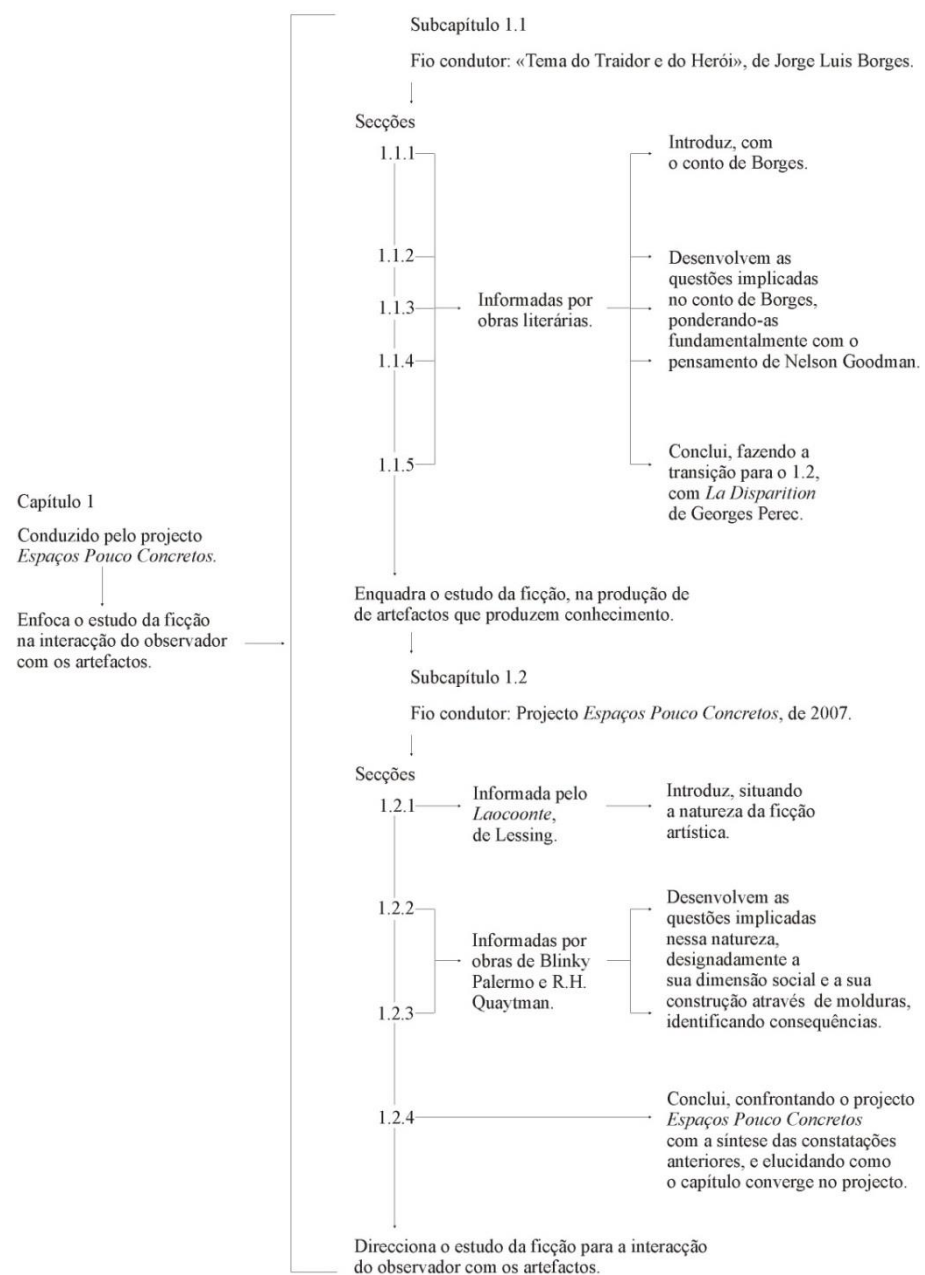 Subcapítulo 1.1
Fio condutor: «Tema do Traidor e do Herói», de Jorge Luis Borges.
Secções
1.1.1
Introduz, com
o conto de Borges.
1.1.2
1.1.3
1.1.4
Informadas por
obras literárias.
Desenvolvem as
questões implicadas
no conto de Borges,
ponderando-as
fundamentalmente com o
pensamento de Nelson Goodman.
1.1.5
Conclui, fazendo a
transição para o 1.2,
com La Disparition
de Georges Perec.
Capítulo 1
Conduzido pelo projecto
Espaços Pouco Concretos.
Enfoca o estudo da ficção
na interacção do observador
com os artefactos.
Enquadra o estudo da ficção, na produção de
de artefactos que produzem conhecimento.
Subcapítulo 1.2
Fio condutor: Projecto Espaços Pouco Concretos, de 2007.
Secções
1.2.1
Informada pelo
Laocoonte,
de Lessing.
Introduz, situando
a natureza da ficção
artística.
1.2.2
1.2.3
Informadas por
obras de Blinky
Palermo e R.H.
Quaytman.
Desenvolvem as
questões implicadas
nessa natureza,
designadamente a
sua dimensão social e a sua
construção através de molduras,
identificando consequências.
1.2.4
Conclui, confrontando o projecto
Espaços Pouco Concretos
com a síntese das constatações
anteriores, e elucidando como
o capítulo converge no projecto.
Direcciona o estudo da ficção para a interacção
do observador com os artefactos.